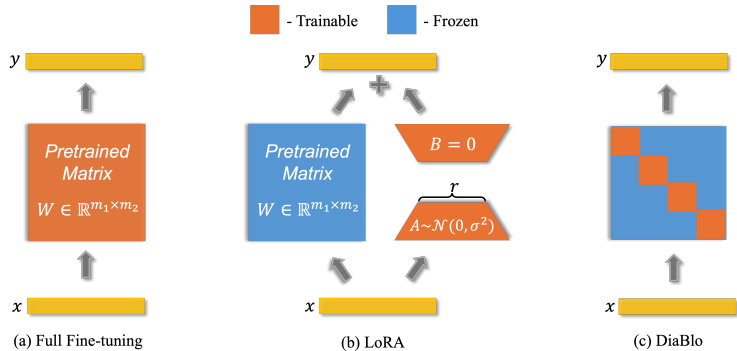 - Trainable - Frozen
y y y
Pretrained Matrix
W ∈ ℝ^{m₁×m₂}
Pretrained Matrix
W ∈ ℝ^{m₁×m₂}
+
B = 0
r
A~𝒩(0, σ²)
x x x
(a) Full Fine-tuning (b) LoRA (c) DiaBlo